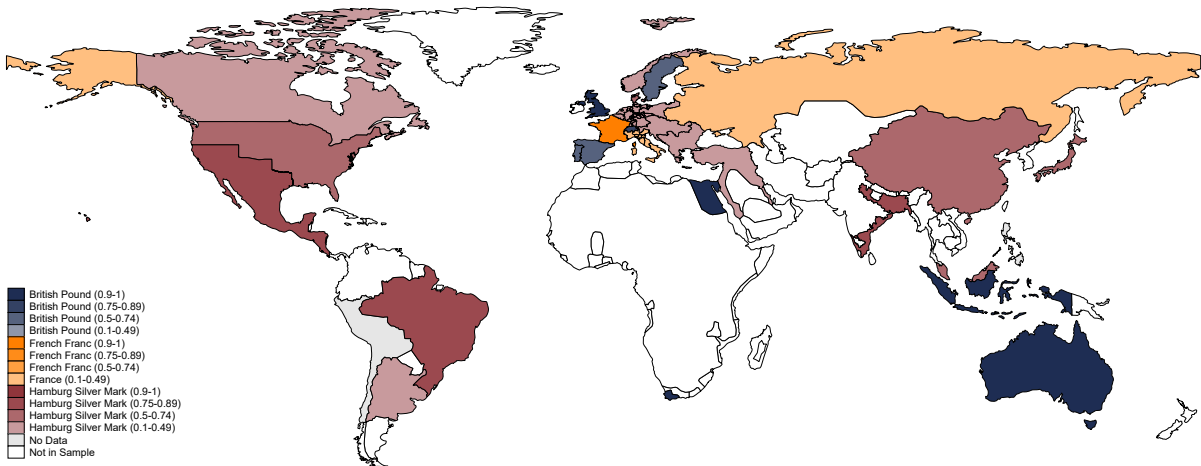 British Pound (0.9-1)
British Pound (0.75-0.89)
British Pound (0.5-0.74)
British Pound (0.1-0.49)
French Franc (0.9-1)
French Franc (0.75-0.89)
French Franc (0.5-0.74)
France (0.1-0.49)
Hamburg Silver Mark (0.9-1)
Hamburg Silver Mark (0.75-0.89)
Hamburg Silver Mark (0.5-0.74)
Hamburg Silver Mark (0.1-0.49)
No Data
Not in Sample